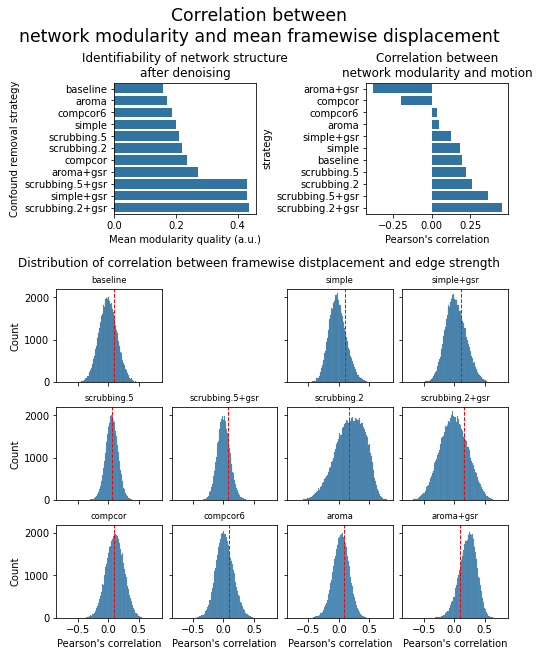 Correlation between
network modularity and mean framewise displacement
Identifiability of network structure
after denoising
Confound removal strategy
baseline
aroma
compcor6
simple
scrubbing.5
scrubbing.2
compcor
aroma+gsr
scrubbing.5+gsr
simple+gsr
scrubbing.2+gsr
0.0 0.2 0.4
Mean modularity quality (a.u.)
Correlation between
network modularity and motion
strategy
aroma+gsr
compcor
compcor6
aroma
simple+gsr
simple
baseline
scrubbing.5
scrubbing.2
scrubbing.5+gsr
scrubbing.2+gsr
−0.25 0.00 0.25
Pearson's correlation
Distribution of correlation between framewise distplacement and edge strength
baseline simple simple+gsr
Count
2000
1000
0
scrubbing.5 scrubbing.5+gsr scrubbing.2 scrubbing.2+gsr
Count
2000
1000
0
compcor compcor6 aroma aroma+gsr
Count
2000
1000
0
−0.5 0.0 0.5 −0.5 0.0 0.5 −0.5 0.0 0.5 −0.5 0.0 0.5
Pearson's correlation Pearson's correlation Pearson's correlation Pearson's correlation